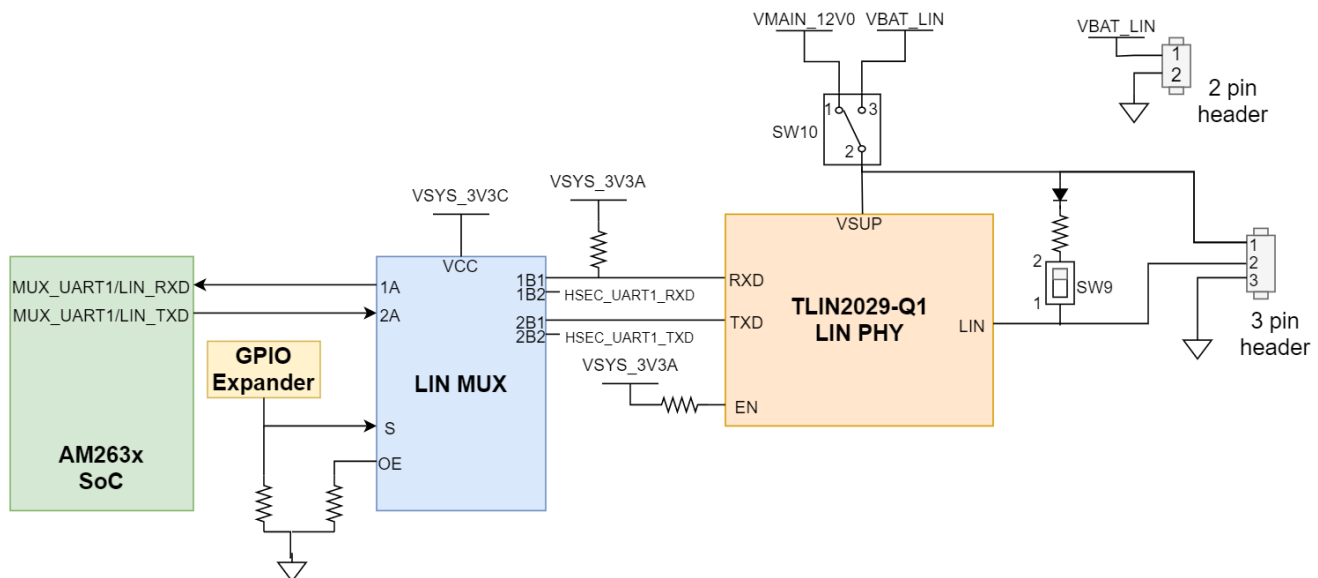 VMAIN_12V0
VBAT_LIN
VBAT_LIN
1
2
2 pin
header
1
3
SW10
2
VSYS_3V3C
VSYS_3V3A
VSUP
VCC
MUX_UART1/LIN_RXD
MUX_UART1/LIN_TXD
1A
2A
1B1
1B2
HSEC_UART1_RXD
2B1
2B2
HSEC_UART1_TXD
RXD
TXD
TLIN2029-Q1
LIN PHY
LIN
2
1
SW9
1
2
3
3 pin
header
GPIO
Expander
LIN MUX
VSYS_3V3A
EN
S
OE
AM263x
SoC